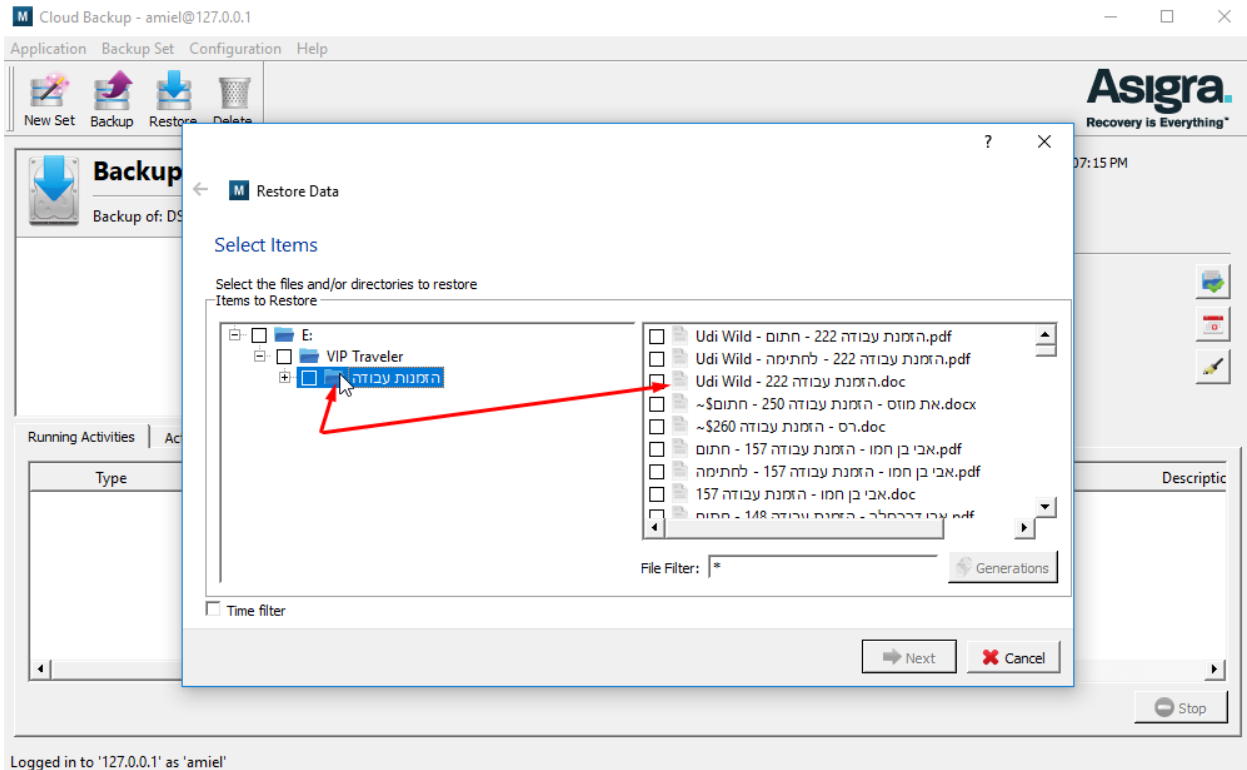 Cloud Backup - amiel@127.0.0.1
Application Backup Set Configuration Help
New Set Backup Restore Delete
Asigra.
Recovery is Everything
Backup
07:15 PM
Backup of: DS
? 
Restore Data
Select Items
Select the files and/or directories to restore
Items to Restore
E:
VIP Traveler
הזמנות עבודה
Udi Wild - הזמנת עבודה 222 - חתום.pdf
Udi Wild - הזמנת עבודה 222 - לחתימה.pdf
Udi Wild - הזמנת עבודה 222.doc
~$את מוזס - הזמנת עבודה 250 - חתום.docx
~$רס - הזמנת עבודה 260.doc
אבי בן חמו - הזמנת עבודה 157 - חתום.pdf
אבי בן חמו - הזמנת עבודה 157 - לחתימה.pdf
אבי בן חמו - הזמנת עבודה 157.doc
File Filter: * Generations
Time filter
Next Cancel
Running Activities Ac
Type Descriptic
Stop
Logged in to '127.0.0.1' as 'amiel'